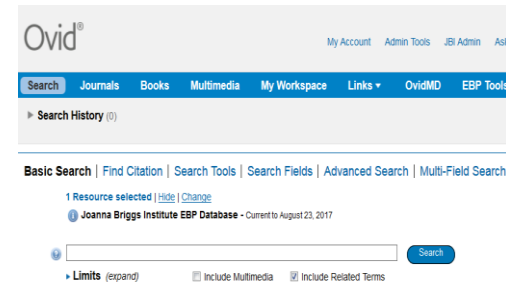 Ovid®
My Account Admin Tools JBI Admin
Search Journals Books Multimedia My Workspace Links ▾ OvidMD EBP Tools
▶ Search History (0)
Basic Search | Find Citation | Search Tools | Search Fields | Advanced Search | Multi-Field Search
1 Resource selected | Hide | Change
Joanna Briggs Institute EBP Database - Current to August 23, 2017
Search
▸ Limits (expand) Include Multimedia Include Related Terms